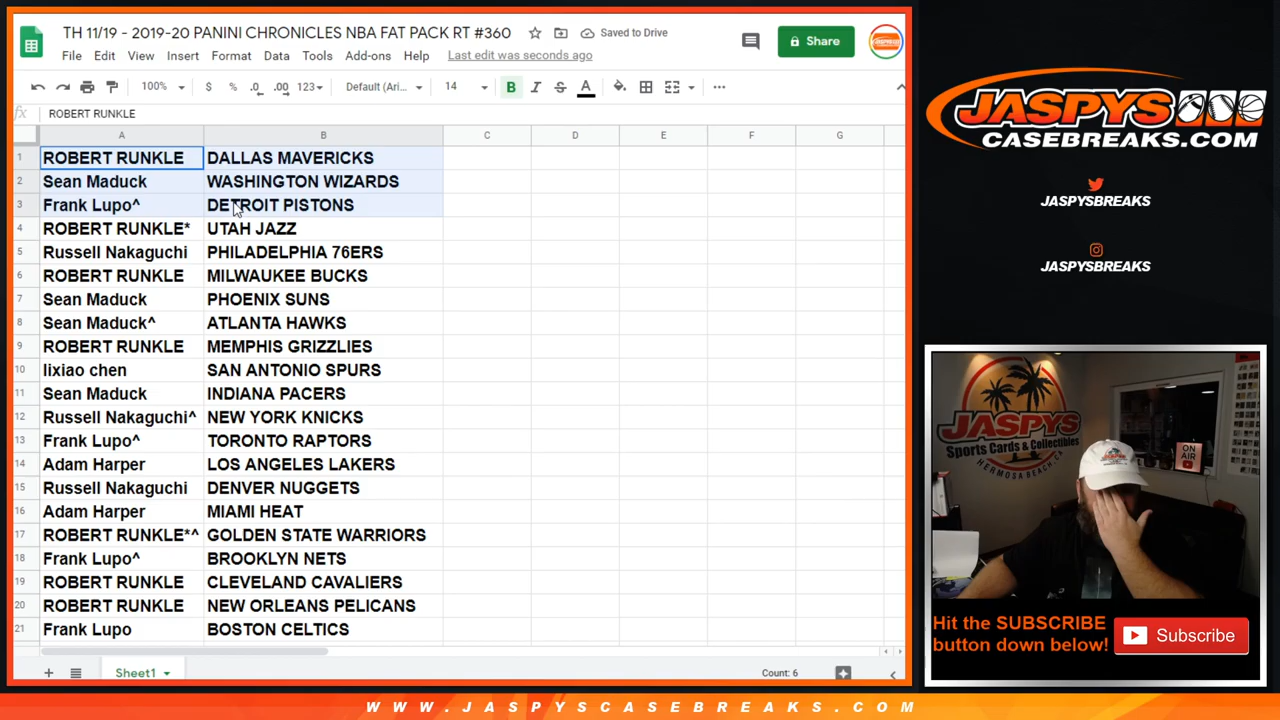 TH 11/19 - 2019-20 PANINI CHRONICLES NBA FAT PACK RT #360
Saved to Drive
Share
File Edit View Insert Format Data Tools Add-ons Help Last edit was seconds ago
100% $ % .0 .00 123 Default (Ari... 14 B I S A
fx ROBERT RUNKLE
A B C D E F G
1 ROBERT RUNKLE DALLAS MAVERICKS
2 Sean Maduck WASHINGTON WIZARDS
3 Frank Lupo^ DETROIT PISTONS
4 ROBERT RUNKLE* UTAH JAZZ
5 Russell Nakaguchi PHILADELPHIA 76ERS
6 ROBERT RUNKLE MILWAUKEE BUCKS
7 Sean Maduck PHOENIX SUNS
8 Sean Maduck^ ATLANTA HAWKS
9 ROBERT RUNKLE MEMPHIS GRIZZLIES
10 lixiao chen SAN ANTONIO SPURS
11 Sean Maduck INDIANA PACERS
12 Russell Nakaguchi^ NEW YORK KNICKS
13 Frank Lupo^ TORONTO RAPTORS
14 Adam Harper LOS ANGELES LAKERS
15 Russell Nakaguchi DENVER NUGGETS
16 Adam Harper MIAMI HEAT
17 ROBERT RUNKLE*^ GOLDEN STATE WARRIORS
18 Frank Lupo^ BROOKLYN NETS
19 ROBERT RUNKLE CLEVELAND CAVALIERS
20 ROBERT RUNKLE NEW ORLEANS PELICANS
21 Frank Lupo BOSTON CELTICS
Sheet1
Count: 6
JASPYS
CASEBREAKS.COM
JASPYSBREAKS
JASPYSBREAKS
JASPYS
Sports Cards & Collectibles
HERMOSA BEACH, CA
ON
AIR
Hit the SUBSCRIBE
button down below!
Subscribe
WWW.JASPYSCASEBREAKS.COM